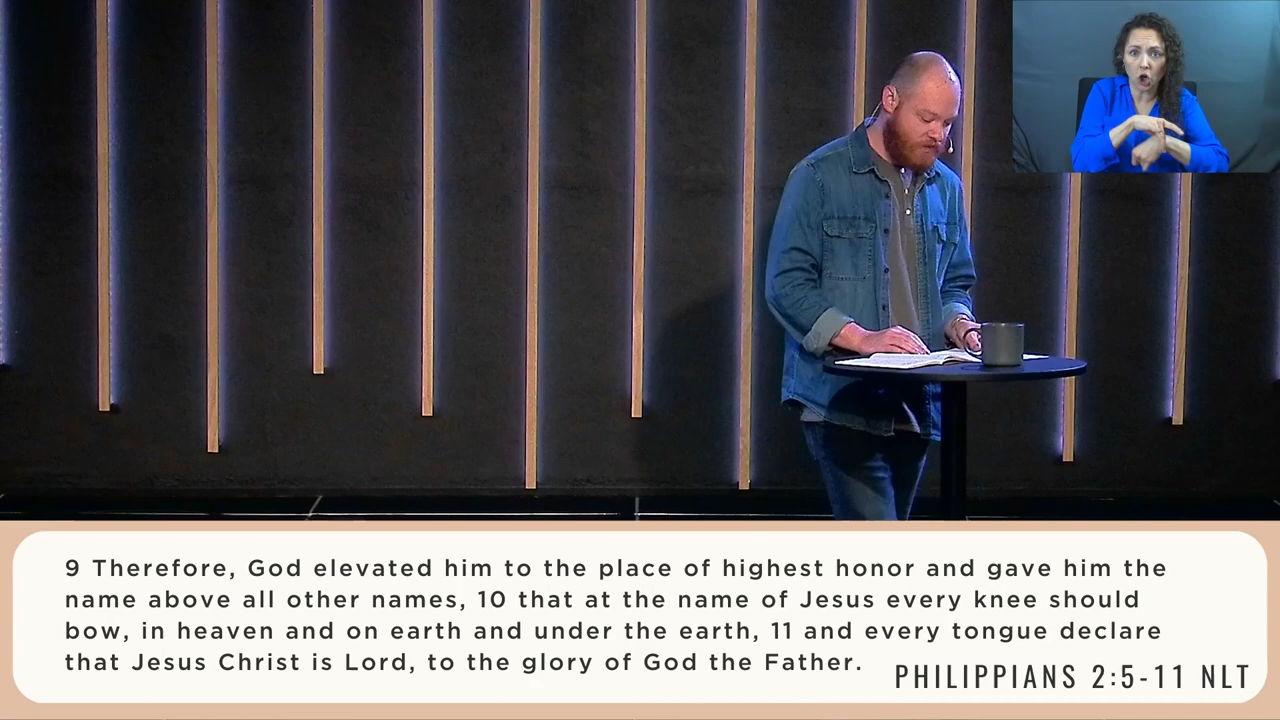 9 Therefore, God elevated him to the place of highest honor and gave him the
name above all other names, 10 that at the name of Jesus every knee should
bow, in heaven and on earth and under the earth, 11 and every tongue declare
that Jesus Christ is Lord, to the glory of God the Father.
PHILIPPIANS 2:5-11 NLT